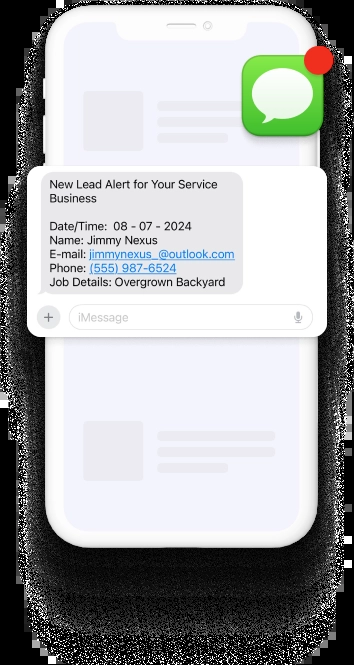 New Lead Alert for Your Service
Business
Date/Time:  08 - 07 - 2024
Name: Jimmy Nexus
E-mail: jimmynexus_@outlook.com
Phone: (555) 987-6524
Job Details: Overgrown Backyard
iMessage